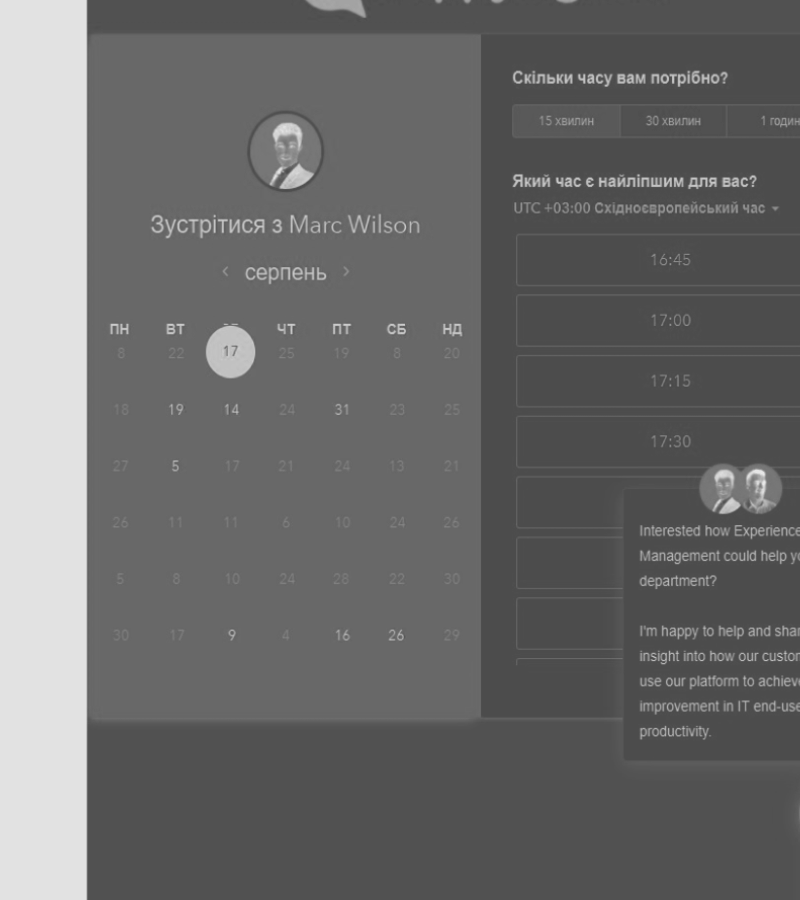 Зустрітися з Marc Wilson
серпень
ПН ВТ ЧТ ПТ СБ НД
8 22 17 25 19 8 20
18 19 14 24 31 23 25
27 5 17 21 24 13 21
26 11 11 6 10 24 26
5 8 10 24 28 22 30
30 17 9 4 16 26 29
Скільки часу вам потрібно?
15 хвилин 30 хвилин 1 годин
Який час є найліпшим для вас?
UTC +03:00 Східноєвропейський час
16:45
17:00
17:15
17:30
Interested how Experience
Management could help yo
department?
I'm happy to help and shar
insight into how our custom
use our platform to achieve
improvement in IT end-use
productivity.